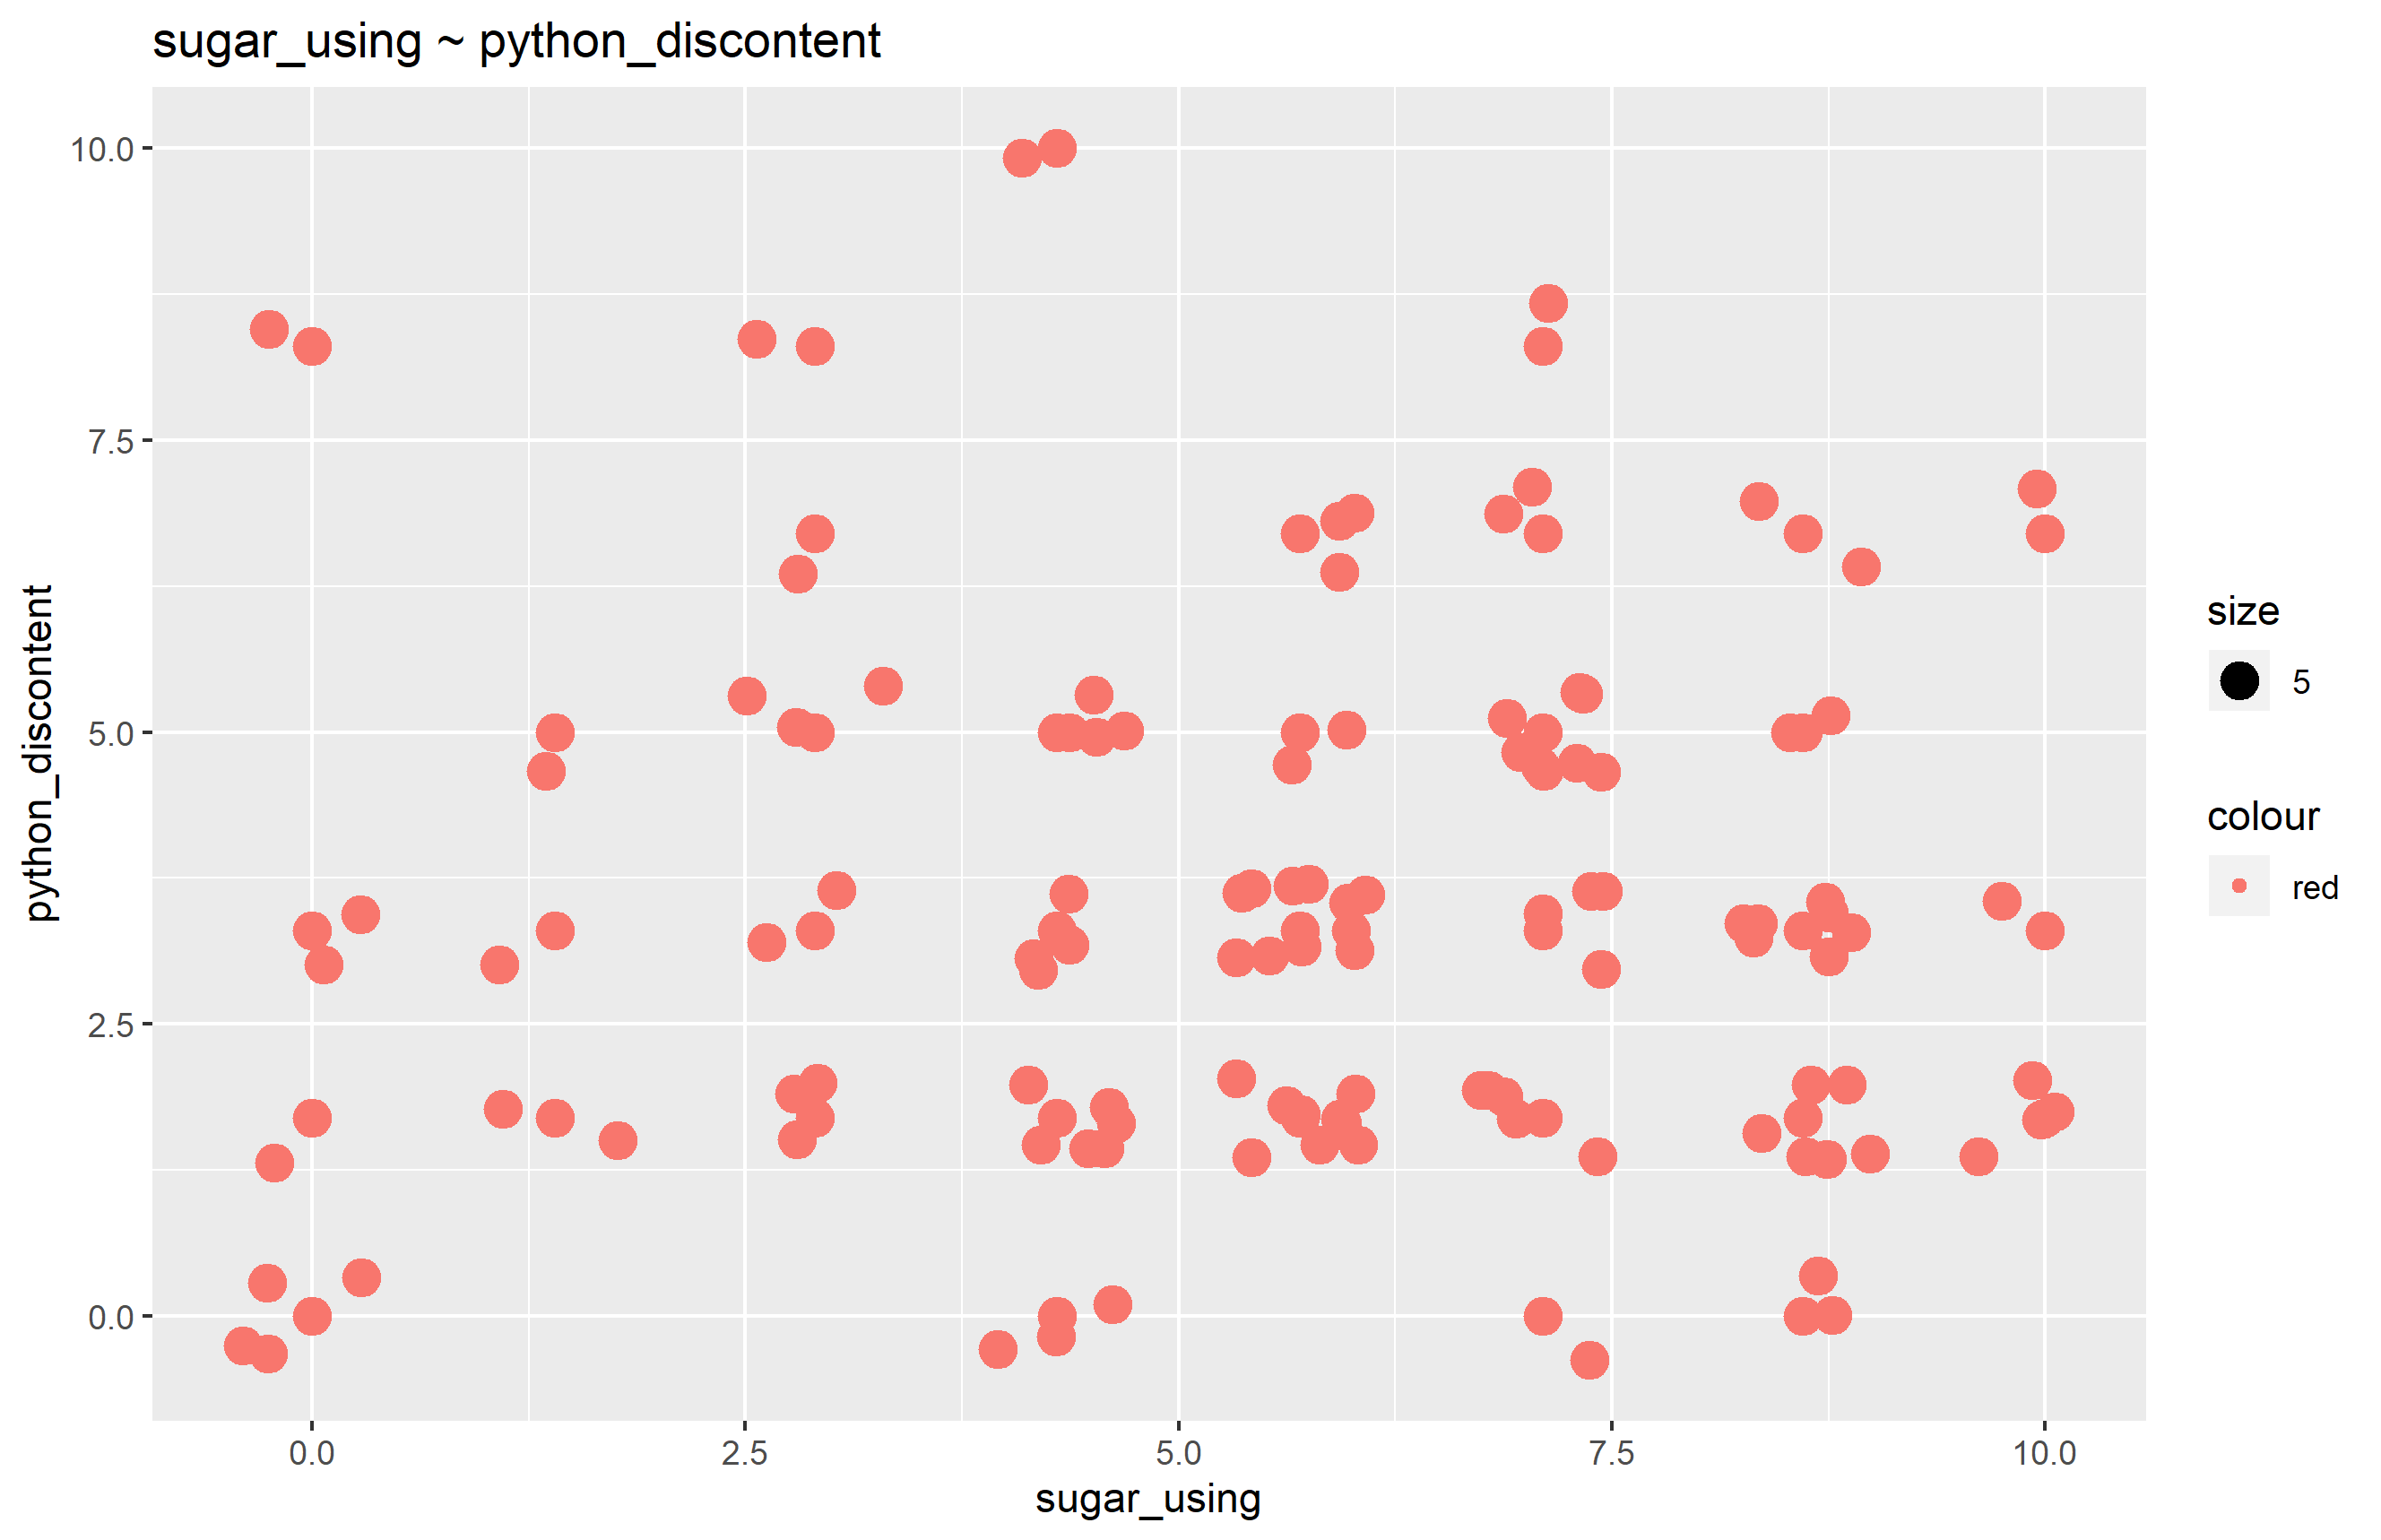 sugar_using ~ python_discontent
10.0
7.5
5.0
2.5
0.0
python_discontent
0.0 2.5 5.0 7.5 10.0
sugar_using
size
5
colour
red